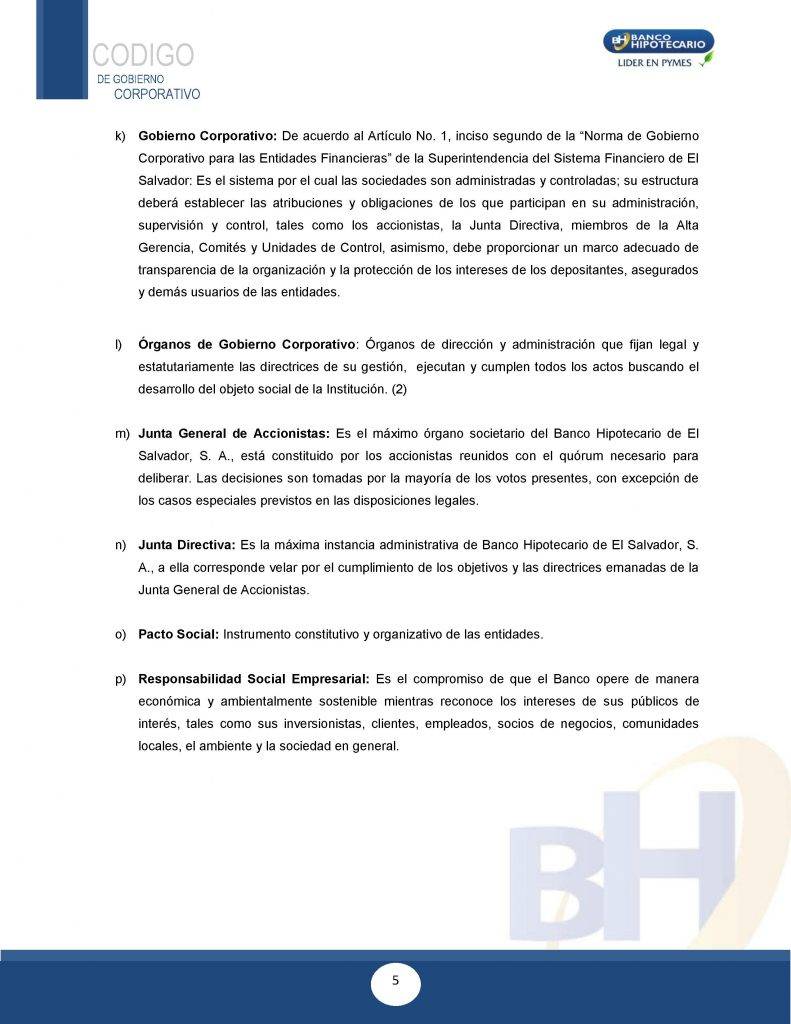 CODIGO
DE GOBIERNO
CORPORATIVO
BH BANCO
HIPOTECARIO
LIDER EN PYMES
k) Gobierno Corporativo: De acuerdo al Artículo No. 1, inciso segundo de la “Norma de Gobierno
Corporativo para las Entidades Financieras” de la Superintendencia del Sistema Financiero de El
Salvador: Es el sistema por el cual las sociedades son administradas y controladas; su estructura
deberá establecer las atribuciones y obligaciones de los que participan en su administración,
supervisión y control, tales como los accionistas, la Junta Directiva, miembros de la Alta
Gerencia, Comités y Unidades de Control, asimismo, debe proporcionar un marco adecuado de
transparencia de la organización y la protección de los intereses de los depositantes, asegurados
y demás usuarios de las entidades.
l) Órganos de Gobierno Corporativo: Órganos de dirección y administración que fijan legal y
estatutariamente las directrices de su gestión, ejecutan y cumplen todos los actos buscando el
desarrollo del objeto social de la Institución. (2)
m) Junta General de Accionistas: Es el máximo órgano societario del Banco Hipotecario de El
Salvador, S. A., está constituido por los accionistas reunidos con el quórum necesario para
deliberar. Las decisiones son tomadas por la mayoría de los votos presentes, con excepción de
los casos especiales previstos en las disposiciones legales.
n) Junta Directiva: Es la máxima instancia administrativa de Banco Hipotecario de El Salvador, S.
A., a ella corresponde velar por el cumplimiento de los objetivos y las directrices emanadas de la
Junta General de Accionistas.
o) Pacto Social: Instrumento constitutivo y organizativo de las entidades.
p) Responsabilidad Social Empresarial: Es el compromiso de que el Banco opere de manera
económica y ambientalmente sostenible mientras reconoce los intereses de sus públicos de
interés, tales como sus inversionistas, clientes, empleados, socios de negocios, comunidades
locales, el ambiente y la sociedad en general.
BH
5